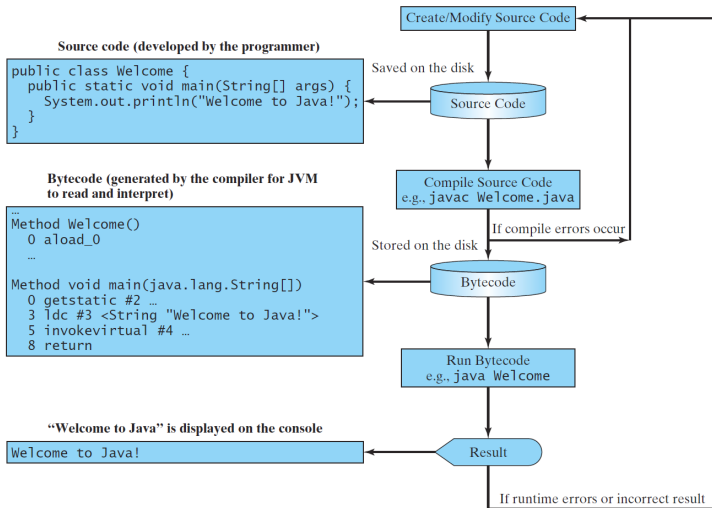 Create/Modify Source Code
Source code (developed by the programmer)
public class Welcome {
  public static void main(String[] args) {
    System.out.println("Welcome to Java!");
  }
}
Saved on the disk
Source Code
Bytecode (generated by the compiler for JVM
to read and interpret)
Compile Source Code
e.g., javac Welcome.java
…
Method Welcome()
  0 aload_0
  …

Method void main(java.lang.String[])
  0 getstatic #2 …
  3 ldc #3 <String "Welcome to Java!">
  5 invokevirtual #4 …
  8 return
If compile errors occur
Stored on the disk
Bytecode
Run Bytecode
e.g., java Welcome
“Welcome to Java” is displayed on the console
Welcome to Java!
Result
If runtime errors or incorrect result